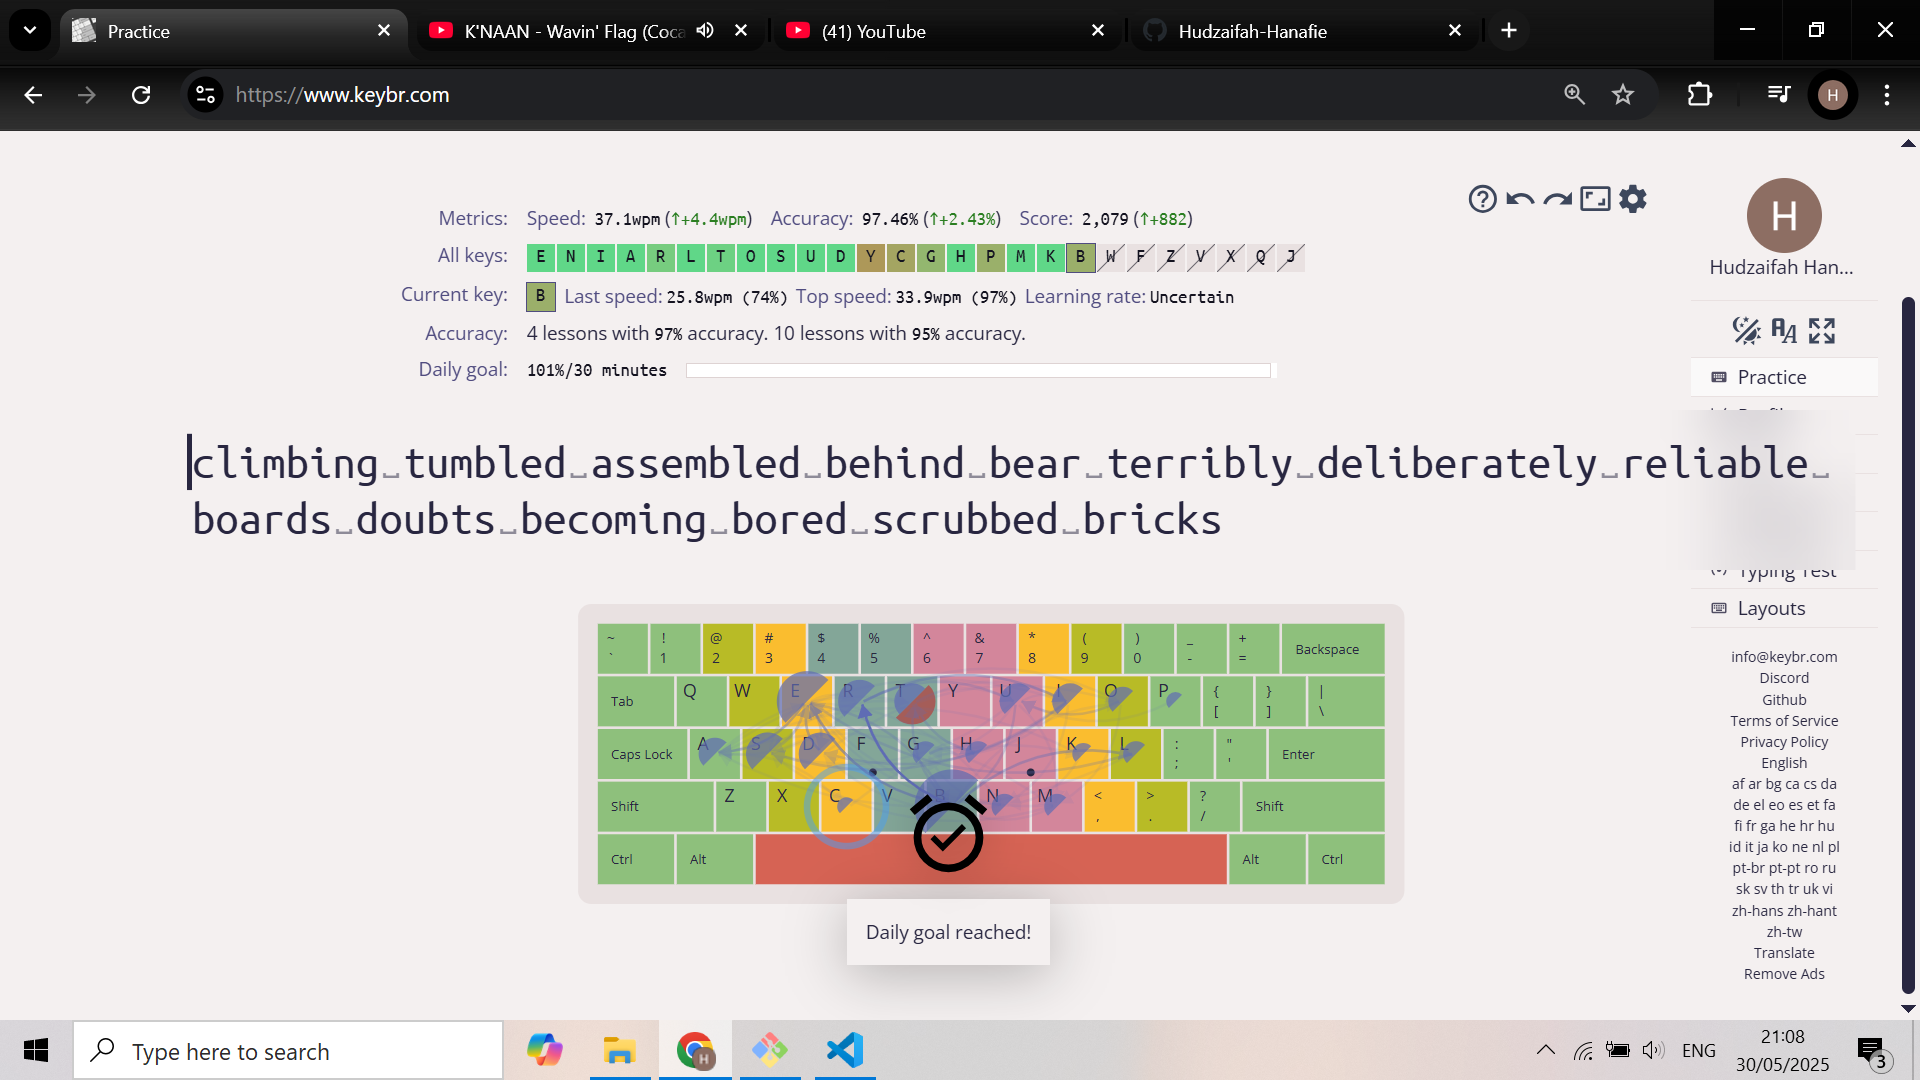 Practice
K'NAAN - Wavin' Flag (Coca
(41) YouTube
Hudzaifah-Hanafie
https://www.keybr.com
H
Metrics: Speed: 37.1wpm (↑+4.4wpm) Accuracy: 97.46% (↑+2.43%) Score: 2,079 (↑+882)
All keys: E N I A R L T O S U D Y C G H P M K B W F Z V X Q J
Current key: B Last speed: 25.8wpm (74%) Top speed: 33.9wpm (97%) Learning rate: Uncertain
Accuracy: 4 lessons with 97% accuracy. 10 lessons with 95% accuracy.
Daily goal: 101%/30 minutes
climbing␣tumbled␣assembled␣behind␣bear␣terribly␣deliberately␣reliable␣
boards␣doubts␣becoming␣bored␣scrubbed␣bricks
~ ! @ # $ % ^ & * ( ) _ + Backspace
` 1 2 3 4 5 6 7 8 9 0 - =
Tab Q W E R T Y U I O P { } |
[ ] \
Caps Lock A S D F G H J K L : " Enter
; '
Shift Z X C V B N M < > ? Shift
, . /
Ctrl Alt Alt Ctrl
Daily goal reached!
H
Hudzaifah Han...
Practice
Typing Test
Layouts
info@keybr.com
Discord
Github
Terms of Service
Privacy Policy
English
af ar bg ca cs da
de el eo es et fa
fi fr ga he hr hu
id it ja ko ne nl pl
pt-br pt-pt ro ru
sk sv th tr uk vi
zh-hans zh-hant
zh-tw
Translate
Remove Ads
Type here to search
H
ENG
21:08
30/05/2025
3